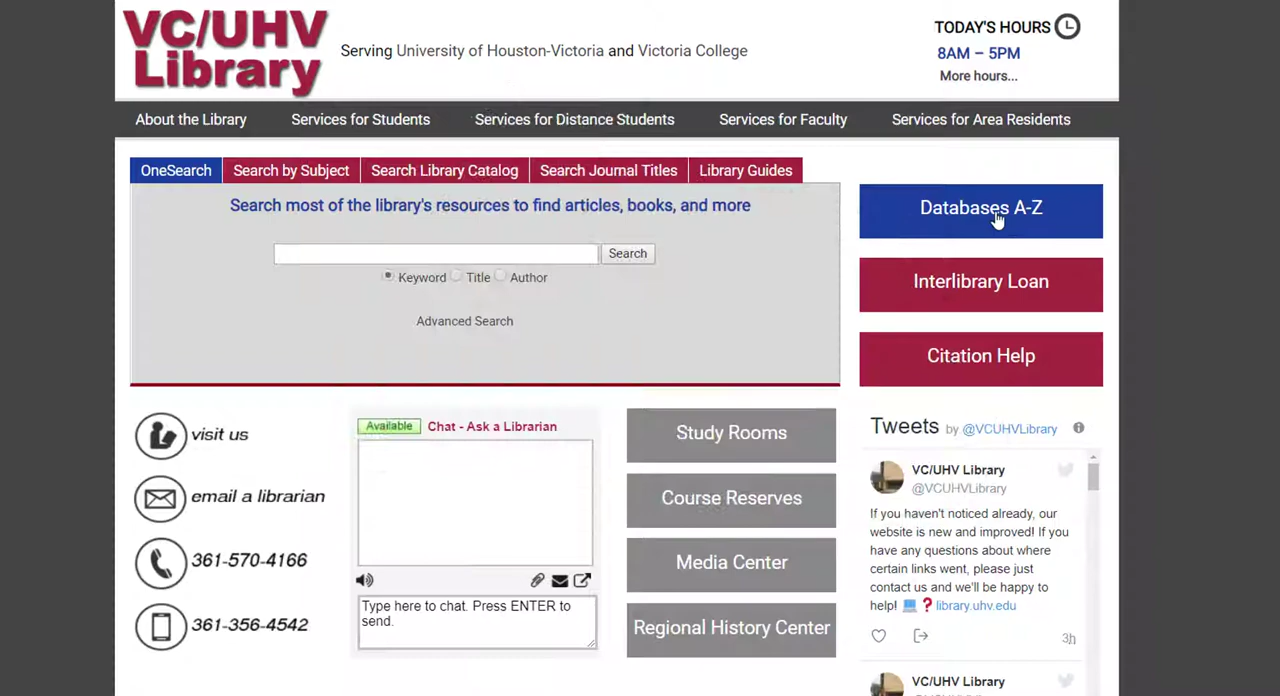 VC/UHV
Library
Serving University of Houston-Victoria and Victoria College
TODAY'S HOURS
8AM – 5PM
More hours...
About the Library
Services for Students
Services for Distance Students
Services for Faculty
Services for Area Residents
OneSearch
Search by Subject
Search Library Catalog
Search Journal Titles
Library Guides
Search most of the library's resources to find articles, books, and more
Search
Keyword
Title
Author
Advanced Search
Databases A-Z
Interlibrary Loan
Citation Help
visit us
email a librarian
361-570-4166
361-356-4542
Available
Chat - Ask a Librarian
Type here to chat. Press ENTER to
send.
Study Rooms
Course Reserves
Media Center
Regional History Center
Tweets by @VCUHVLibrary
VC/UHV Library
@VCUHVLibrary
If you haven't noticed already, our
website is new and improved! If you
have any questions about where
certain links went, please just
contact us and we'll be happy to
help! 💻❓library.uhv.edu
3h
VC/UHV Library